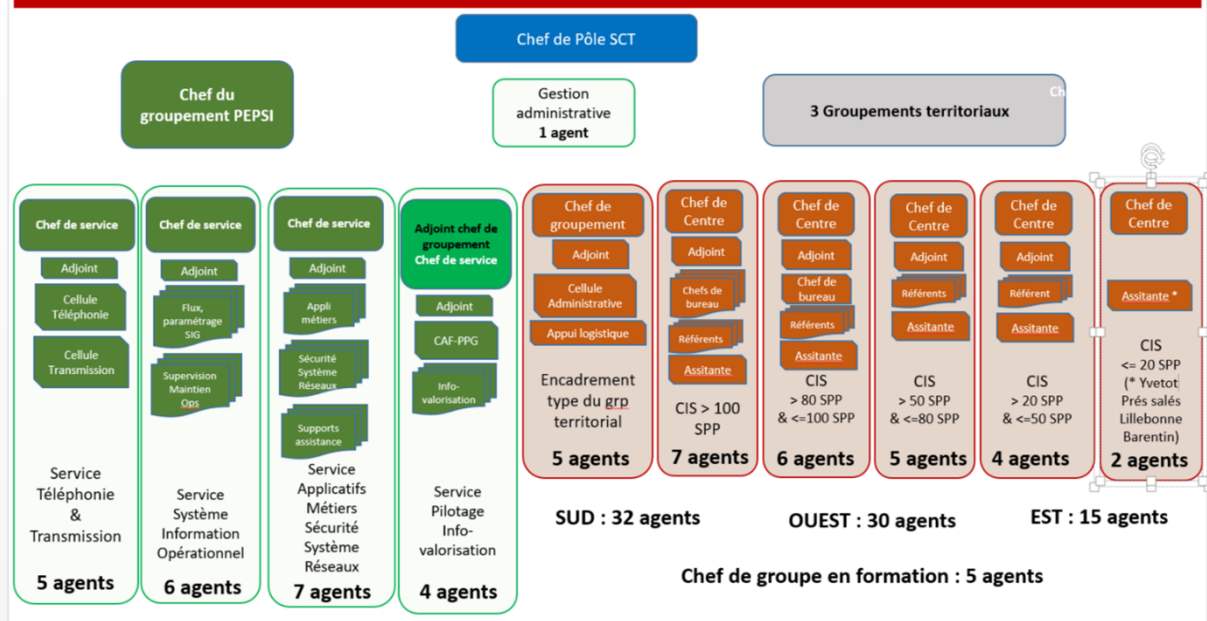 Chef de Pôle SCT
Chef du
groupement PEPSI
Gestion
administrative
1 agent
Ch
3 Groupements territoriaux
Chef de service
Adjoint
Cellule
Téléphonie
Cellule
Transmission
Service
Téléphonie
&
Transmission
5 agents
Chef de service
Adjoint
Flux,
paramétrage
SIG
Supervision
Maintien
Ops
Service
Système
Information
Opérationnel
6 agents
Chef de service
Adjoint
Appli
métiers
Sécurité
Système
Réseaux
Supports
assistance
Service
Applicatifs
Métiers
Sécurité
Système
Réseaux
7 agents
Adjoint chef de
groupement
Chef de service
Adjoint
CAF-PPG
Info-
valorisation
Service
Pilotage
Info-
valorisation
4 agents
Chef de
groupement
Adjoint
Cellule
Administrative
Appui logistique
Encadrement
type du grp
territorial
5 agents
Chef de
Centre
Adjoint
Chefs de
bureau
Référents
Assitante
CIS > 100
SPP
7 agents
Chef de
Centre
Adjoint
Chef de
bureau
Référents
Assitante
CIS
> 80 SPP
& <=100 SPP
6 agents
Chef de
Centre
Adjoint
Référents
Assitante
CIS
> 50 SPP
& <=80 SPP
5 agents
Chef de
Centre
Adjoint
Référent
Assitante
CIS
> 20 SPP
& <=50 SPP
4 agents
Chef de
Centre
Assitante *
CIS
<= 20 SPP
(* Yvetot
Prés salés
Lillebonne
Barentin)
2 agents
SUD : 32 agents
OUEST : 30 agents
EST : 15 agents
Chef de groupe en formation : 5 agents